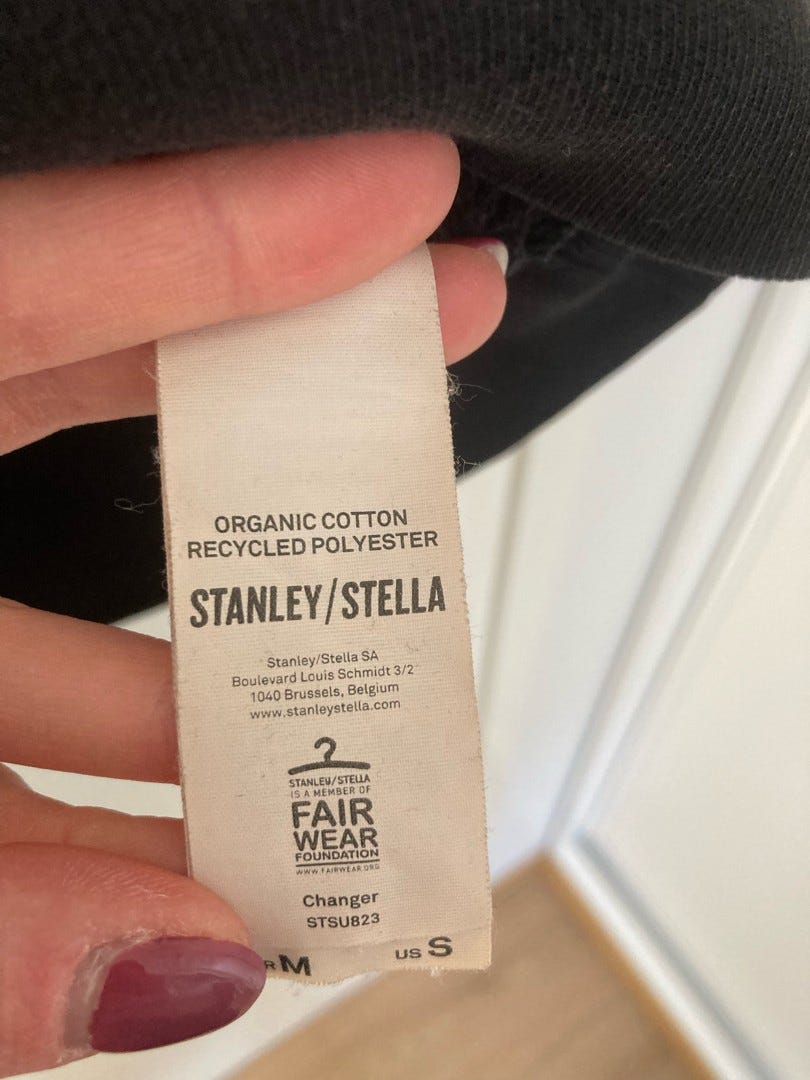 ORGANIC COTTON
RECYCLED POLYESTER
STANLEY/STELLA
Stanley/Stella SA
Boulevard Louis Schmidt 3/2
1040 Brussels, Belgium
www.stanleystella.com
STANLEY/STELLA
IS A MEMBER OF
FAIR
WEAR
FOUNDATION
WWW.FAIRWEAR.ORG
Changer
STSU823
M US S